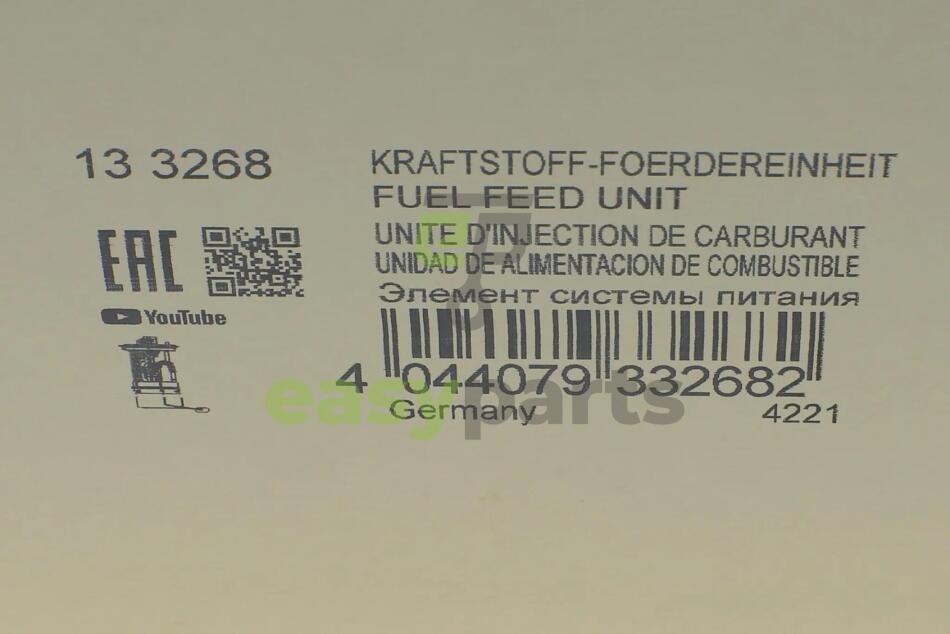 13 3268
KRAFTSTOFF-FOERDEREINHEIT
FUEL FEED UNIT
UNITE D'INJECTION DE CARBURANT
UNIDAD DE ALIMENTACION DE COMBUSTIBLE
Элемент системы питания
EAC
YouTube
4 044079 332682
Germany
4221
easyparts